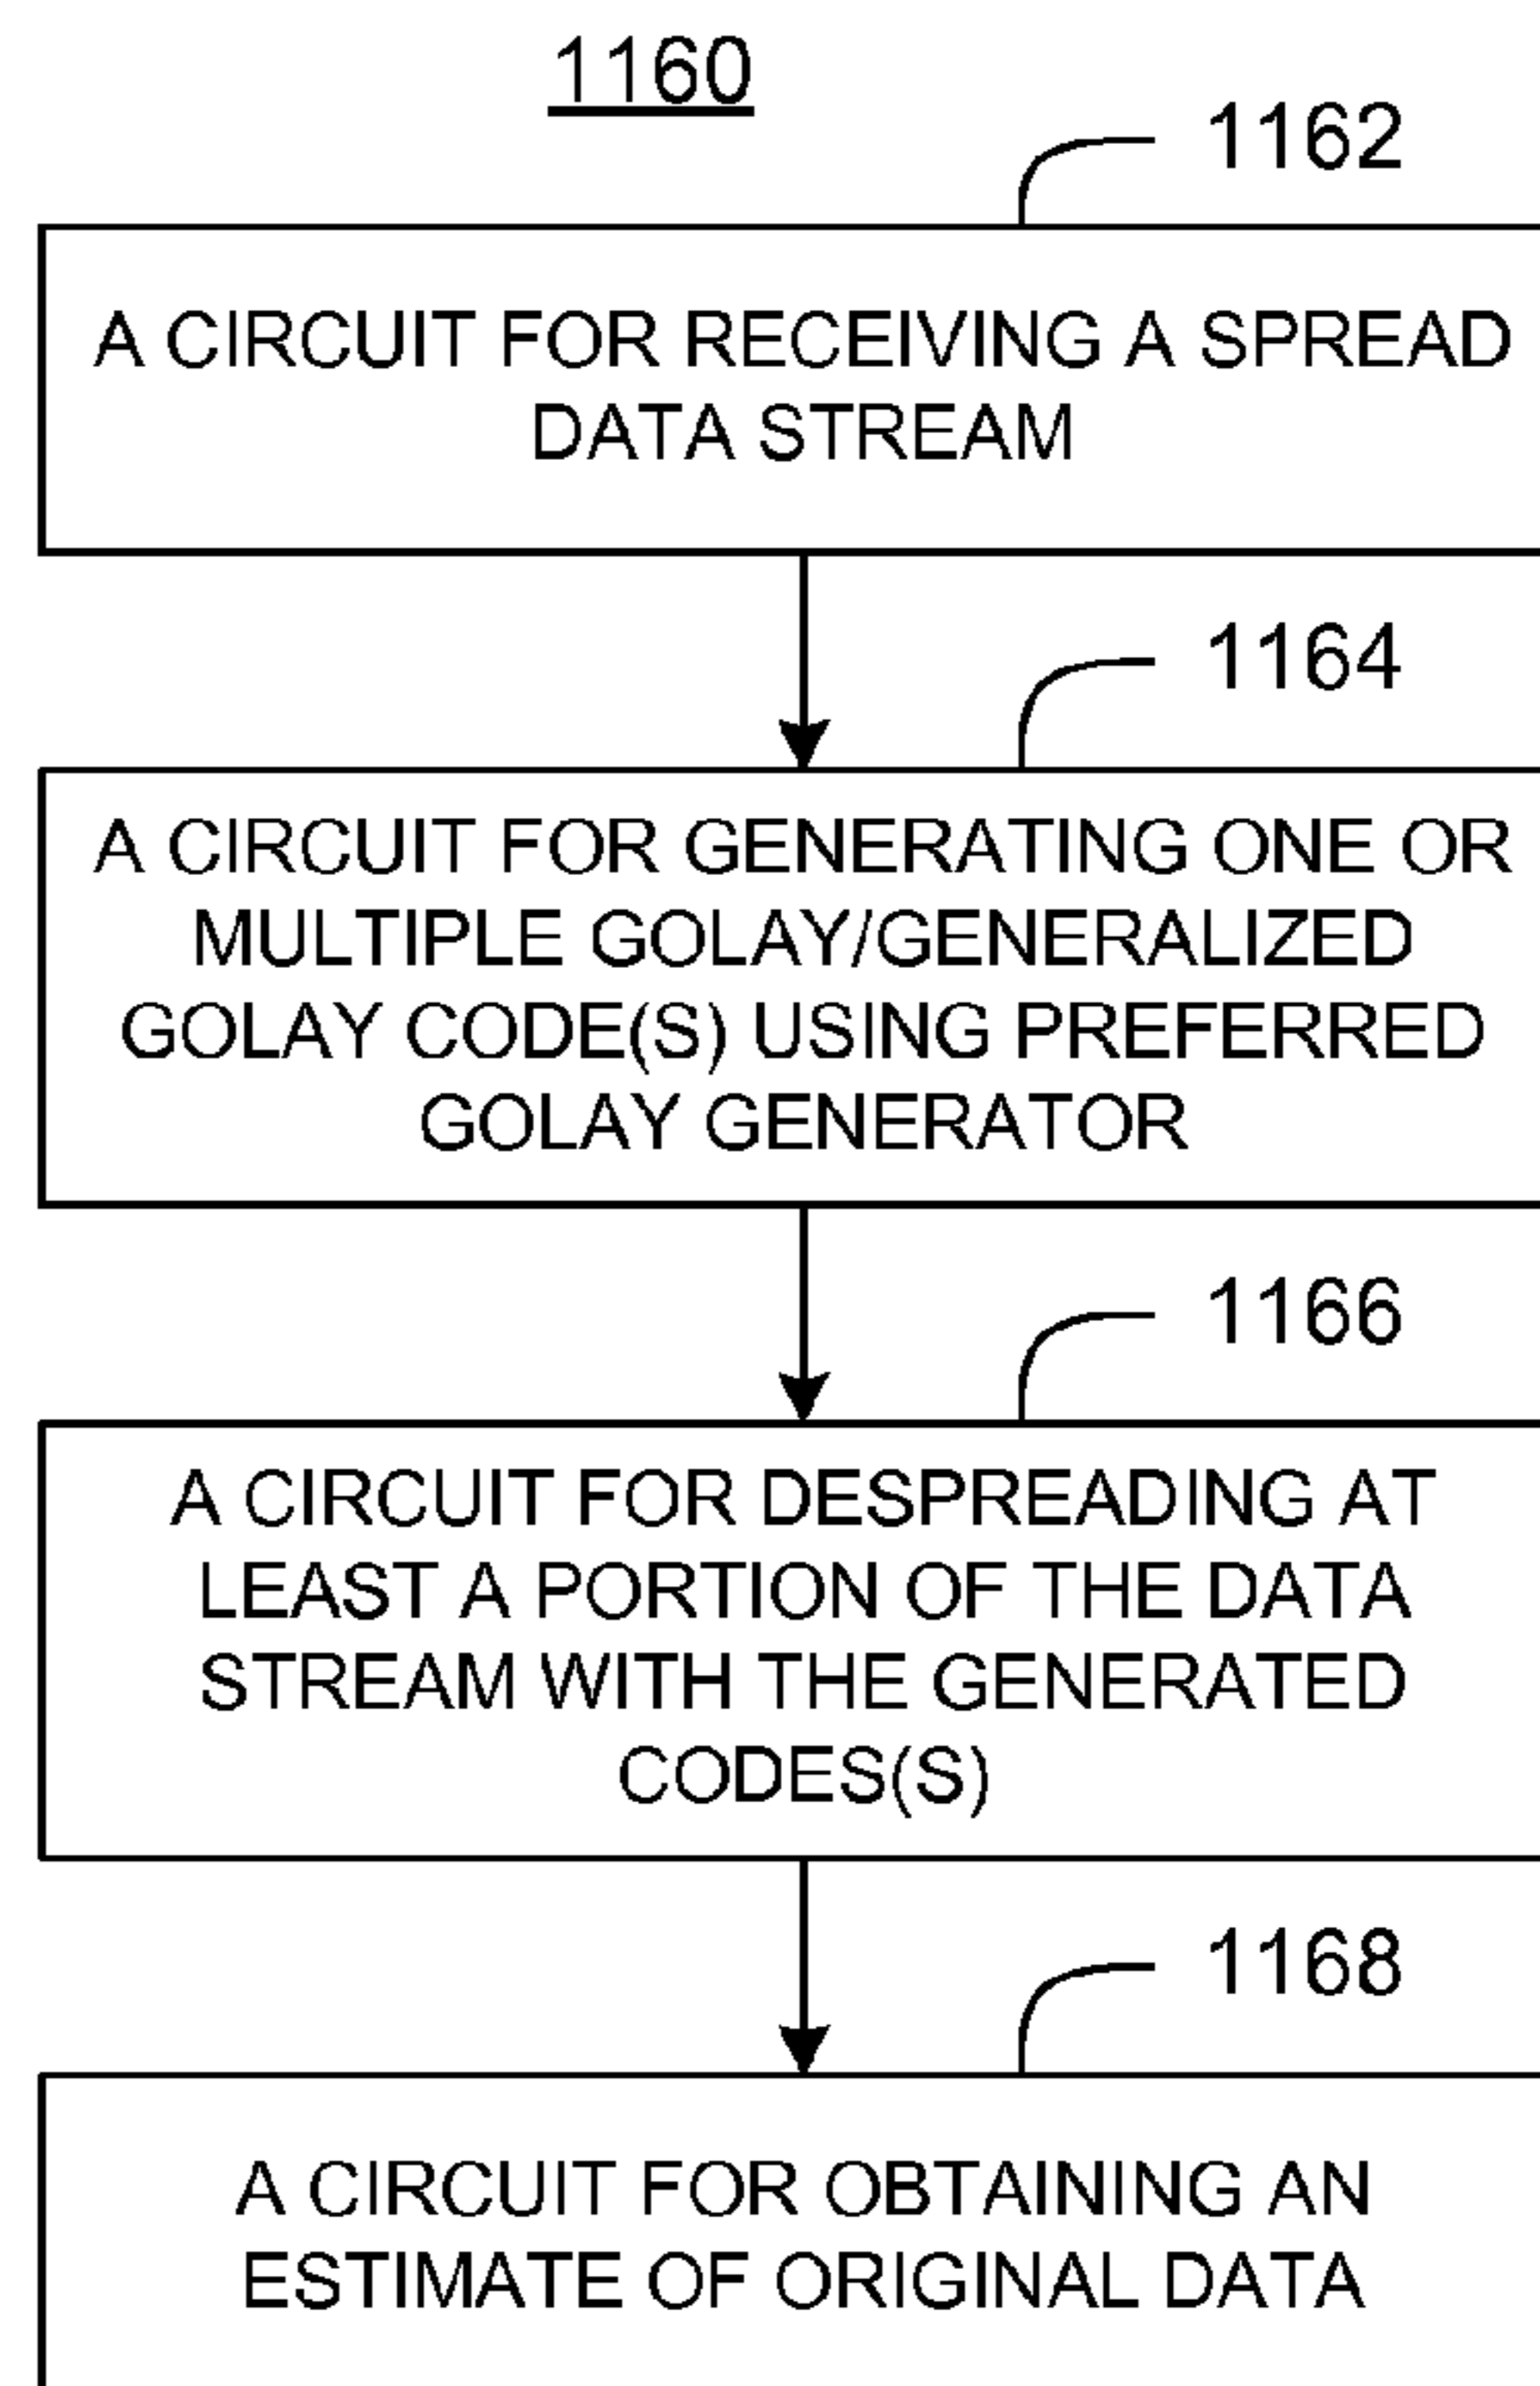 1160
1162
A CIRCUIT FOR RECEIVING A SPREAD
DATA STREAM
1164
A CIRCUIT FOR GENERATING ONE OR
MULTIPLE GOLAY/GENERALIZED
GOLAY CODE(S) USING PREFERRED
GOLAY GENERATOR
1166
A CIRCUIT FOR DESPREADING AT
LEAST A PORTION OF THE DATA
STREAM WITH THE GENERATED
CODES(S)
1168
A CIRCUIT FOR OBTAINING AN
ESTIMATE OF ORIGINAL DATA